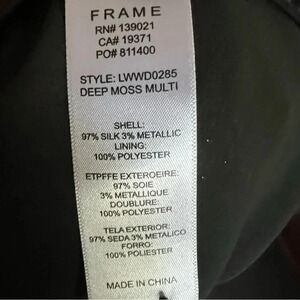 FRAME
RN# 139021
CA# 19371
PO# 811400
STYLE: LWWD0285
DEEP MOSS MULTI
SHELL:
97% SILK 3% METALLIC
LINING:
100% POLYESTER
ETPFFE EXTEROEIRE:
97% SOIE
3% METALLIQUE
DOUBLURE:
100% POLYESTER
TELA EXTERIOR:
97% SEDA 3% METALICO
FORRO:
100% POLYESTER
MADE IN CHINA